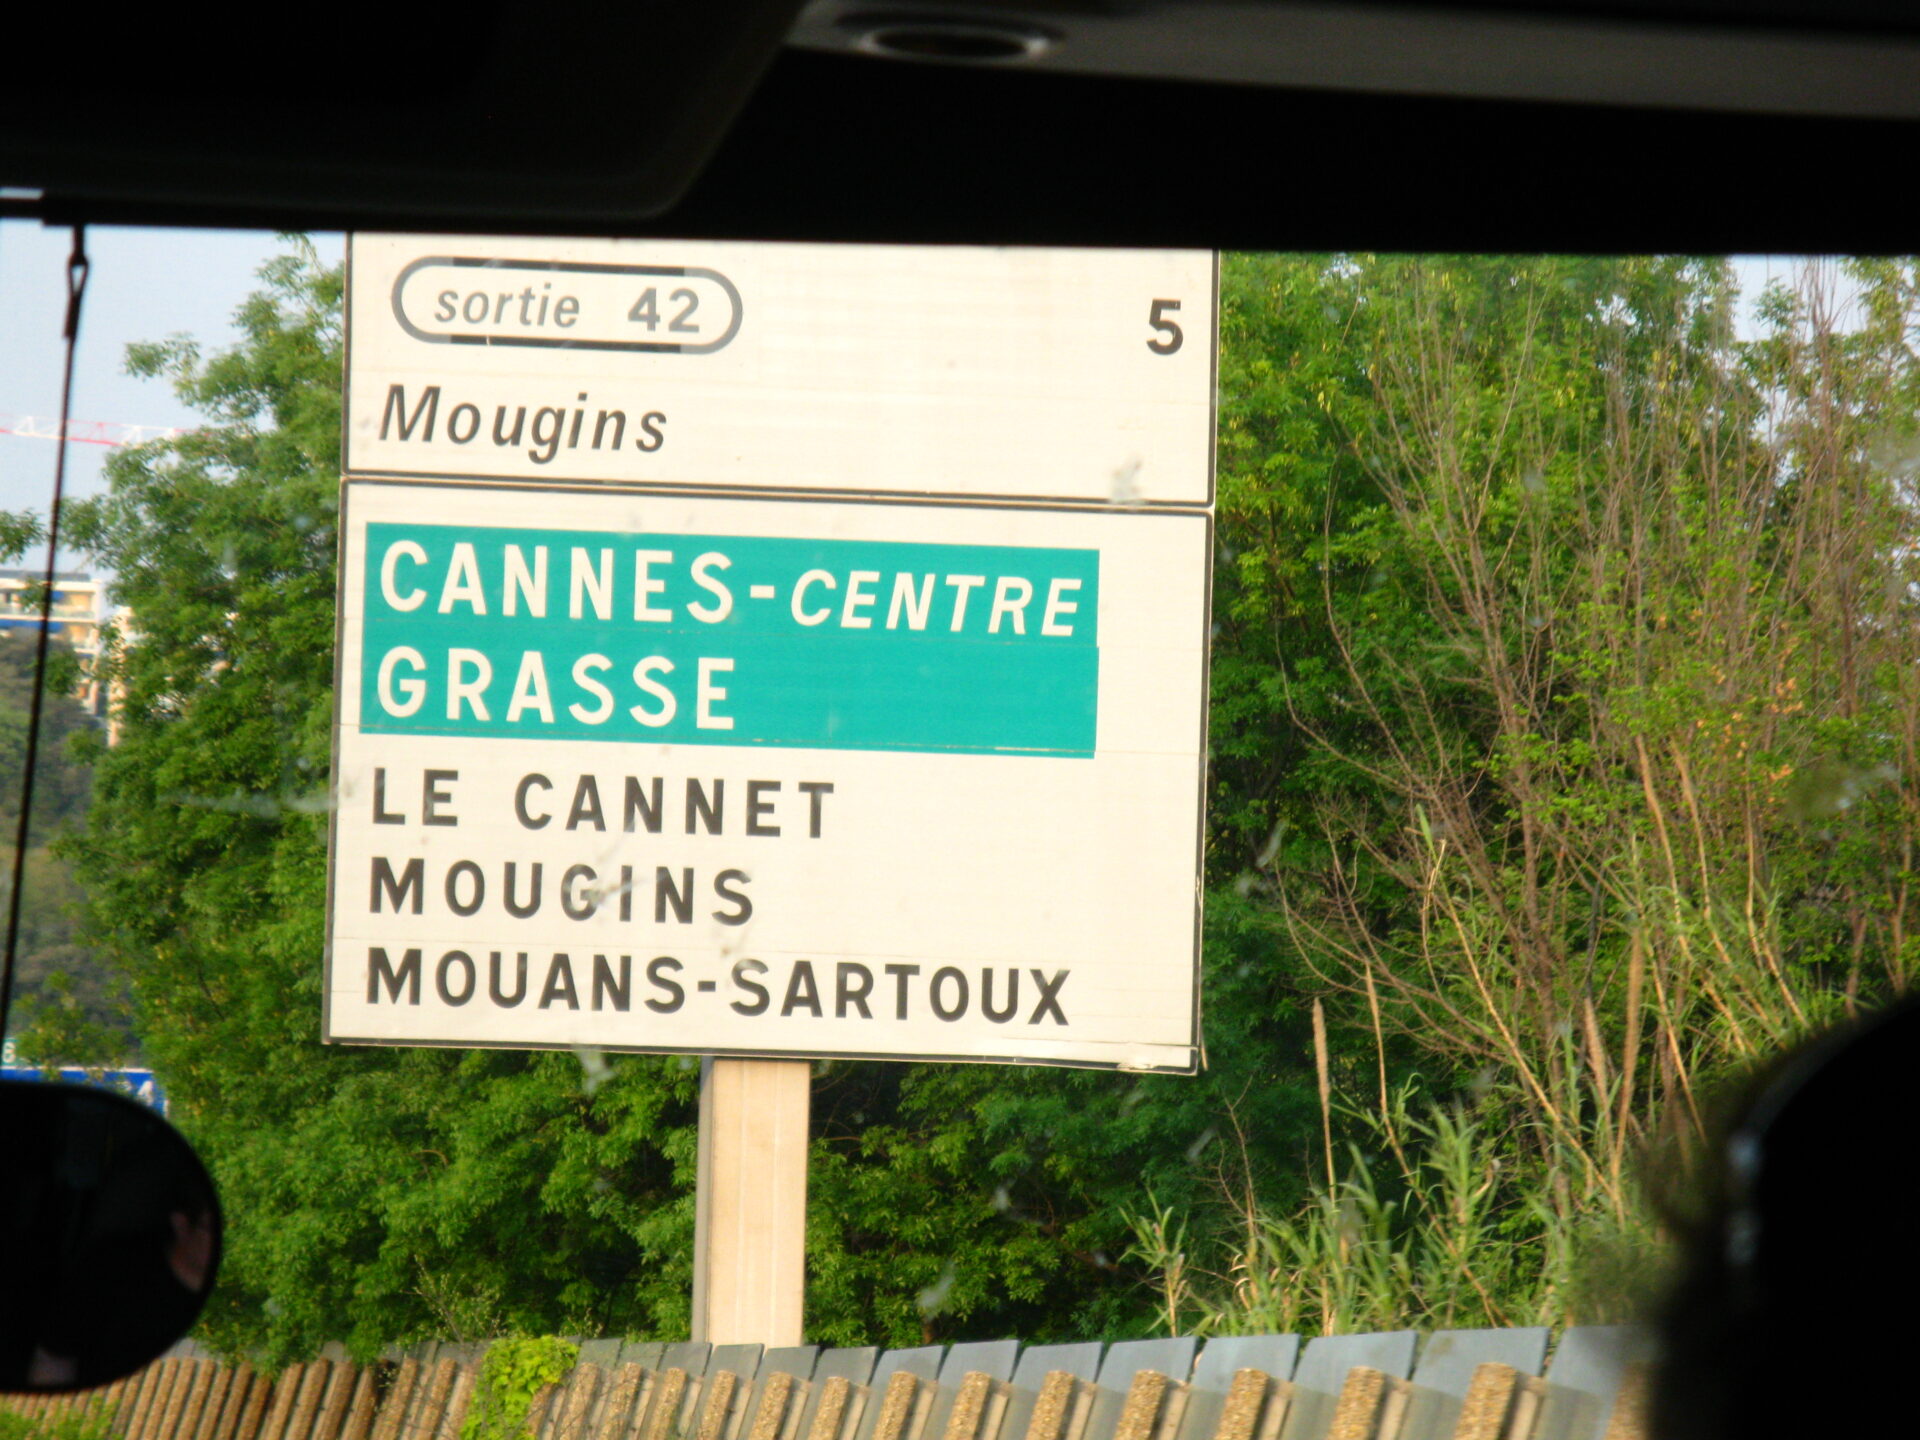 sortie 42
5
Mougins
CANNES-CENTRE
GRASSE
LE CANNET
MOUGINS
MOUANS-SARTOUX